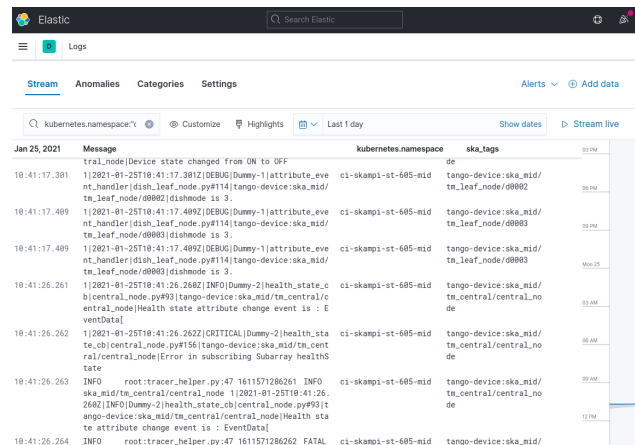 Elastic
Search Elastic
D
Logs
Stream Anomalies Categories Settings Alerts Add data
kubernetes.namespace:"c Customize Highlights Last 1 day Show dates Stream live
Jan 25, 2021 Message kubernetes.namespace ska_tags 03 PM
tral_node|Device state changed from ON to OFF de
10:41:17.301 1|2021-01-25T10:41:17.301Z|DEBUG|Dummy-1|attribute_eve ci-skampi-st-605-mid tango-device:ska_mid/
nt_handler|dish_leaf_node.py#114|tango-device:ska_mid/ tm_leaf_node/d0002 06 PM
tm_leaf_node/d0002|dishmode is 3.
10:41:17.409 1|2021-01-25T10:41:17.409Z|DEBUG|Dummy-1|attribute_eve ci-skampi-st-605-mid tango-device:ska_mid/
nt_handler|dish_leaf_node.py#114|tango-device:ska_mid/ tm_leaf_node/d0003
tm_leaf_node/d0003|dishmode is 3. 09 PM
10:41:17.409 1|2021-01-25T10:41:17.409Z|DEBUG|Dummy-1|attribute_eve ci-skampi-st-605-mid tango-device:ska_mid/
nt_handler|dish_leaf_node.py#114|tango-device:ska_mid/ tm_leaf_node/d0003
tm_leaf_node/d0003|dishmode is 3. Mon 25
10:41:26.261 1|2021-01-25T10:41:26.260Z|INFO|Dummy-2|health_state_c ci-skampi-st-605-mid tango-device:ska_mid/
b|central_node.py#93|tango-device:ska_mid/tm_central/c tm_central/central_no
entral_node|Health state attribute change event is : E de 03 AM
ventData[
10:41:26.262 1|2021-01-25T10:41:26.262Z|CRITICAL|Dummy-2|health_sta ci-skampi-st-605-mid tango-device:ska_mid/
te_cb|central_node.py#156|tango-device:ska_mid/tm_cent tm_central/central_no 06 AM
ral/central_node|Error in subscribing Subarray healthS de
tate
10:41:26.263 INFO root:tracer_helper.py:47 1611571286261 INFO ci-skampi-st-605-mid tango-device:ska_mid/ 09 AM
ska_mid/tm_central/central_node 1|2021-01-25T10:41:26. tm_central/central_no
260Z|INFO|Dummy-2|health_state_cb|central_node.py#93|t de
ango-device:ska_mid/tm_central/central_node|Health sta 12 PM
te attribute change event is : EventData[
10:41:26.264 INFO root:tracer_helper.py:47 1611571286262 FATAL ci-skampi-st-605-mid tango-device:ska_mid/